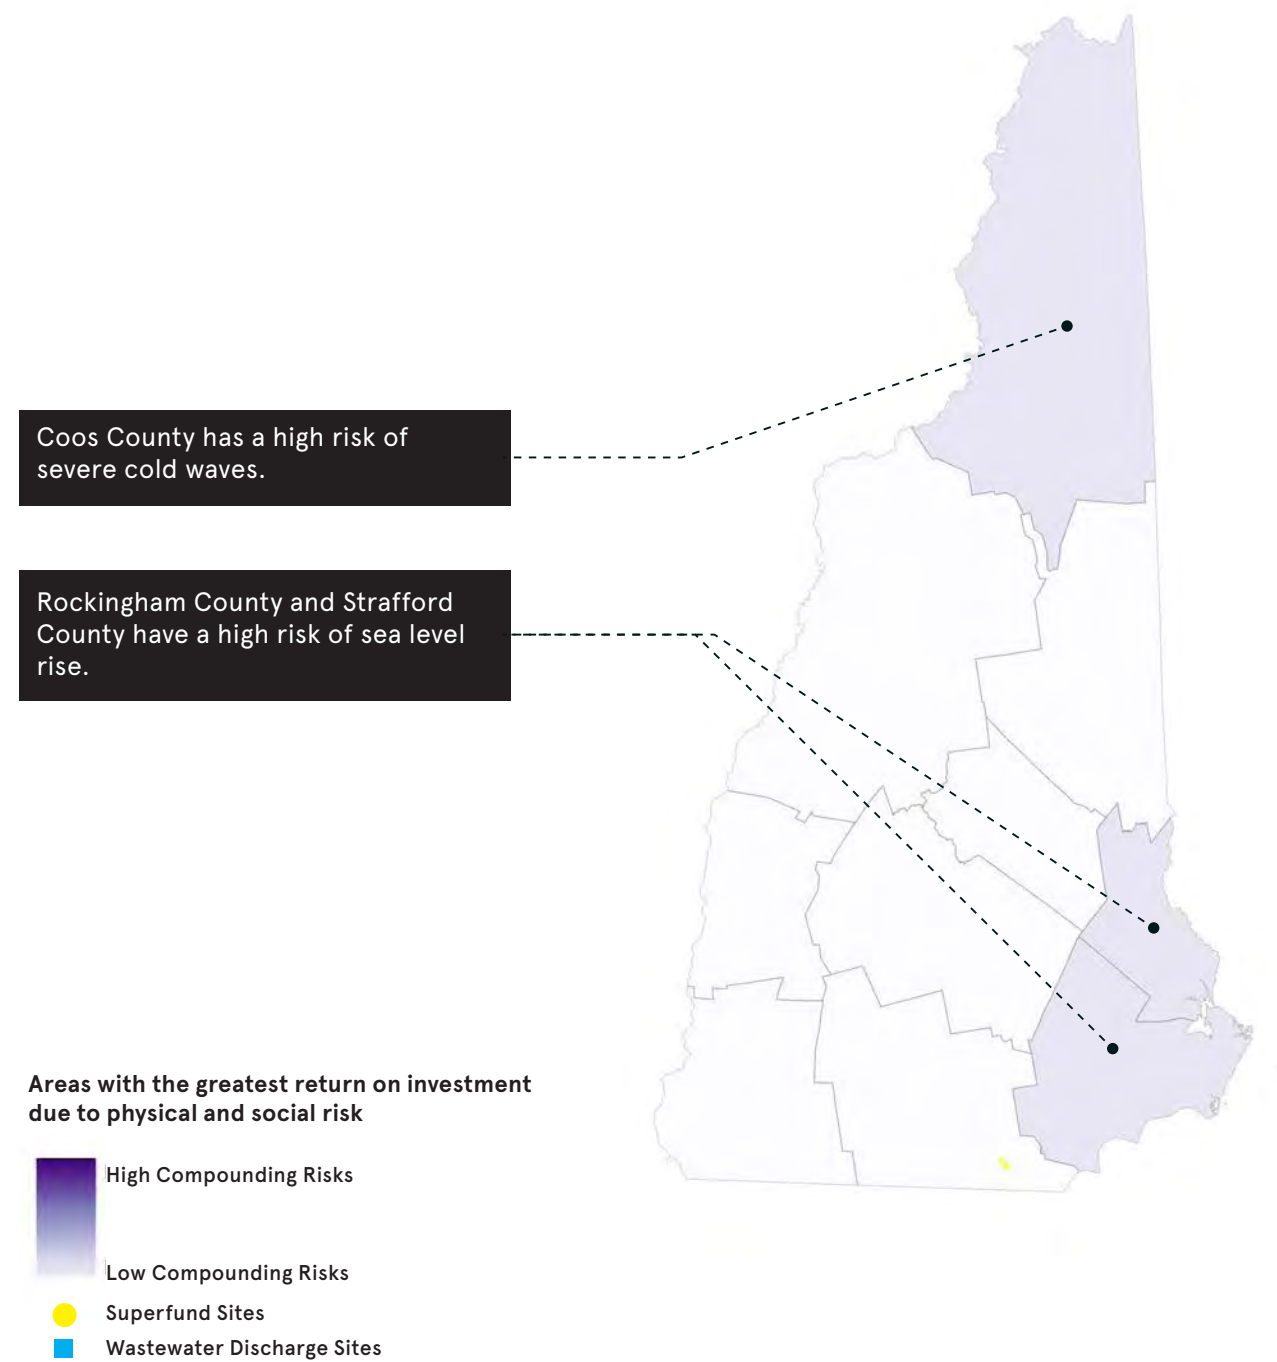 Coos County has a high risk of
severe cold waves.
Rockingham County and Strafford
County have a high risk of sea level
rise.
Areas with the greatest return on investment
due to physical and social risk
High Compounding Risks
Low Compounding Risks
Superfund Sites
Wastewater Discharge Sites